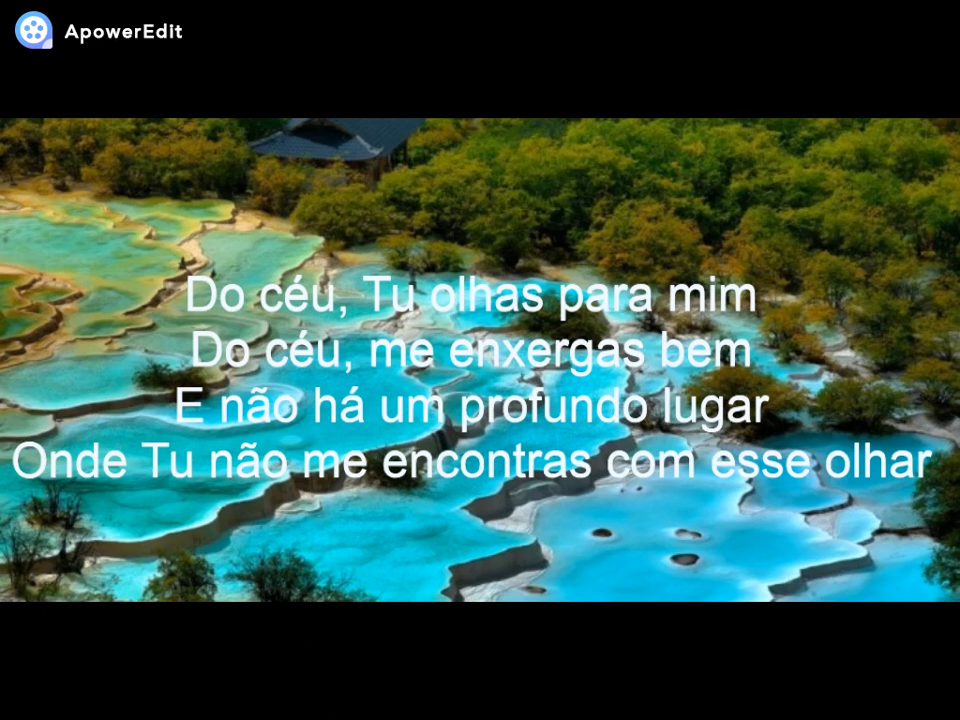 ApowerEdit
Do céu, Tu olhas para mim
Do céu, me enxergas bem
E não há um profundo lugar
Onde Tu não me encontras com esse olhar